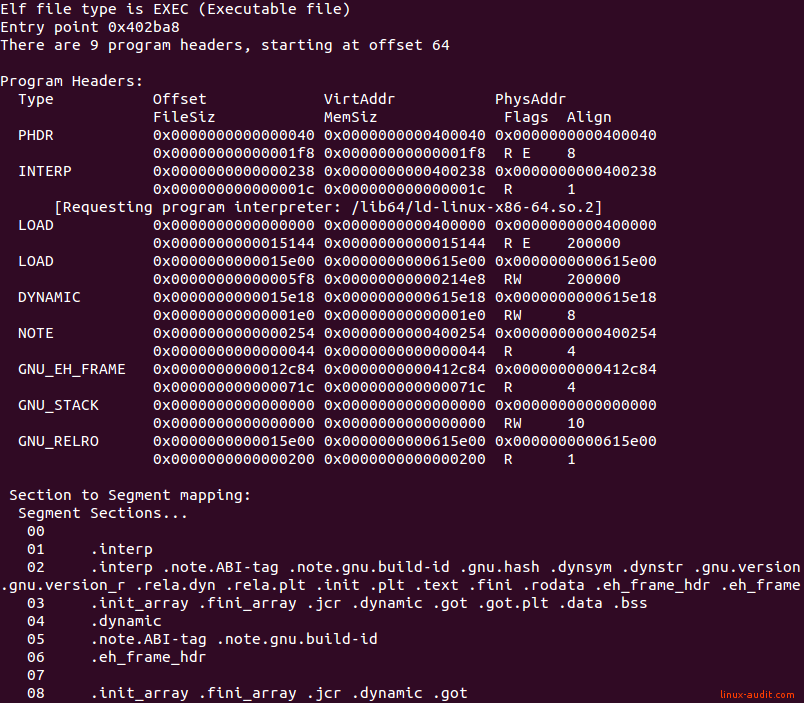 Elf file type is EXEC (Executable file)
Entry point 0x402ba8
There are 9 program headers, starting at offset 64
Program Headers:
  Type           Offset             VirtAddr           PhysAddr
                 FileSiz            MemSiz              Flags  Align
  PHDR           0x0000000000000040 0x0000000000400040 0x0000000000400040
                 0x00000000000001f8 0x00000000000001f8  R E    8
  INTERP         0x0000000000000238 0x0000000000400238 0x0000000000400238
                 0x000000000000001c 0x000000000000001c  R      1
      [Requesting program interpreter: /lib64/ld-linux-x86-64.so.2]
  LOAD           0x0000000000000000 0x0000000000400000 0x0000000000400000
                 0x0000000000015144 0x0000000000015144  R E    200000
  LOAD           0x0000000000015e00 0x0000000000615e00 0x0000000000615e00
                 0x00000000000005f8 0x00000000000214e8  RW     200000
  DYNAMIC        0x0000000000015e18 0x0000000000615e18 0x0000000000615e18
                 0x00000000000001e0 0x00000000000001e0  RW     8
  NOTE           0x0000000000000254 0x0000000000400254 0x0000000000400254
                 0x0000000000000044 0x0000000000000044  R      4
  GNU_EH_FRAME   0x0000000000012c84 0x0000000000412c84 0x0000000000412c84
                 0x000000000000071c 0x000000000000071c  R      4
  GNU_STACK      0x0000000000000000 0x0000000000000000 0x0000000000000000
                 0x0000000000000000 0x0000000000000000  RW     10
  GNU_RELRO      0x0000000000015e00 0x0000000000615e00 0x0000000000615e00
                 0x0000000000000200 0x0000000000000200  R      1
 Section to Segment mapping:
  Segment Sections...
   00
   01     .interp
   02     .interp .note.ABI-tag .note.gnu.build-id .gnu.hash .dynsym .dynstr .gnu.version
.gnu.version_r .rela.dyn .rela.plt .init .plt .text .fini .rodata .eh_frame_hdr .eh_frame
   03     .init_array .fini_array .jcr .dynamic .got .got.plt .data .bss
   04     .dynamic
   05     .note.ABI-tag .note.gnu.build-id
   06     .eh_frame_hdr
   07
   08     .init_array .fini_array .jcr .dynamic .got
linux-audit.com